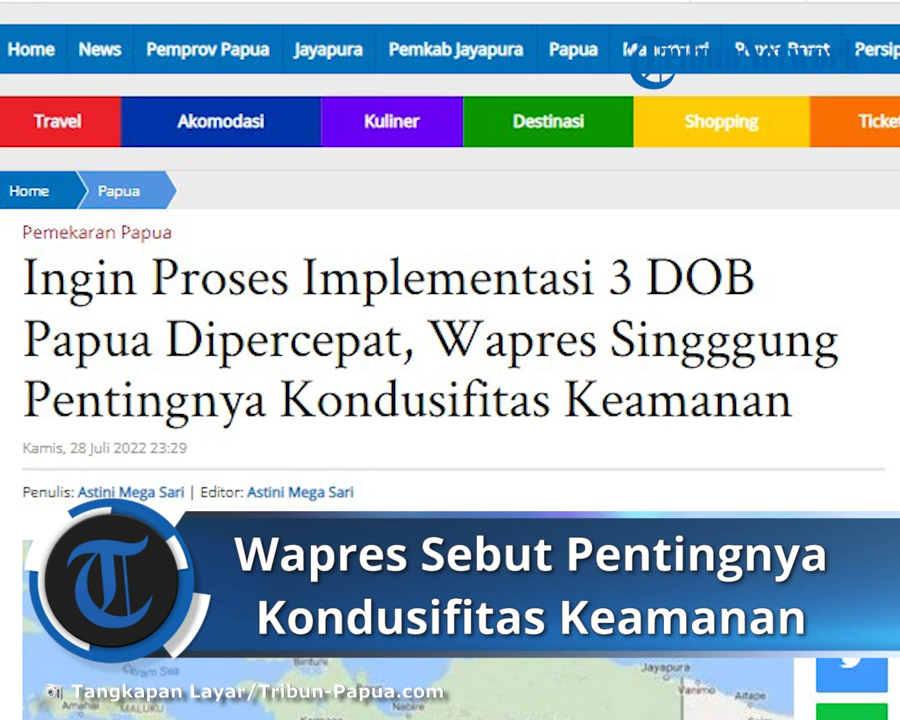 Home News Pemprov Papua Jayapura Pemkab Jayapura Papua
Travel Akomodasi Kuliner Destinasi Shopping Ticket
Home Papua
Pemekaran Papua
Ingin Proses Implementasi 3 DOB
Papua Dipercepat, Wapres Singggung
Pentingnya Kondusifitas Keamanan
Kamis, 28 Juli 2022 23:29
Penulis: Astini Mega Sari | Editor: Astini Mega Sari
Wapres Sebut Pentingnya
Kondusifitas Keamanan
Jayapura
Vanimo
Tangkapan Layar/Tribun-Papua.com
MALUKU